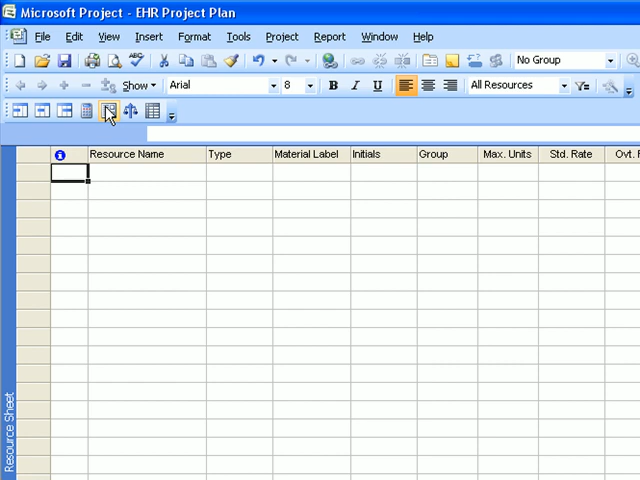 Microsoft Project - EHR Project Plan
File Edit View Insert Format Tools Project Report Window Help
No Group
Show Arial 8 B I U All Resources
Resource Name Type Material Label Initials Group Max. Units Std. Rate Ovt.
Resource Sheet